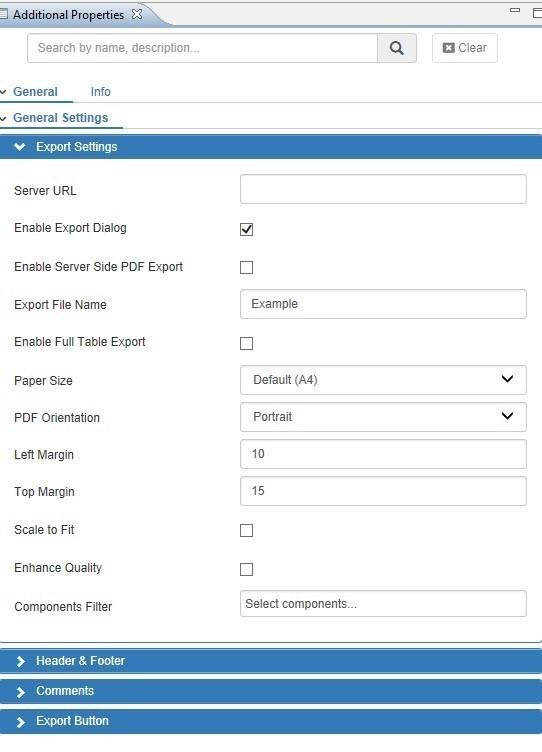 Additional Properties
Search by name, description...
Clear
General Info
General Settings
Export Settings
Server URL
Enable Export Dialog
Enable Server Side PDF Export
Export File Name Example
Enable Full Table Export
Paper Size Default (A4)
PDF Orientation Portrait
Left Margin 10
Top Margin 15
Scale to Fit
Enhance Quality
Components Filter Select components...
Header & Footer
Comments
Export Button